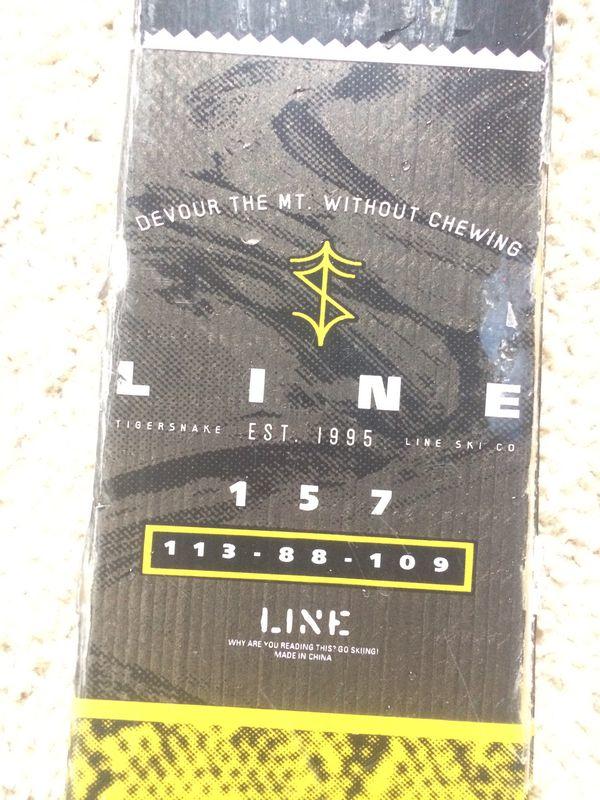 DEVOUR THE MT. WITHOUT CHEWING
LINE
TIGERSNAKE EST. 1995 LINE SKI CO
157
113-88-109
LINE
WHY ARE YOU READING THIS? GO SKIING!
MADE IN CHINA